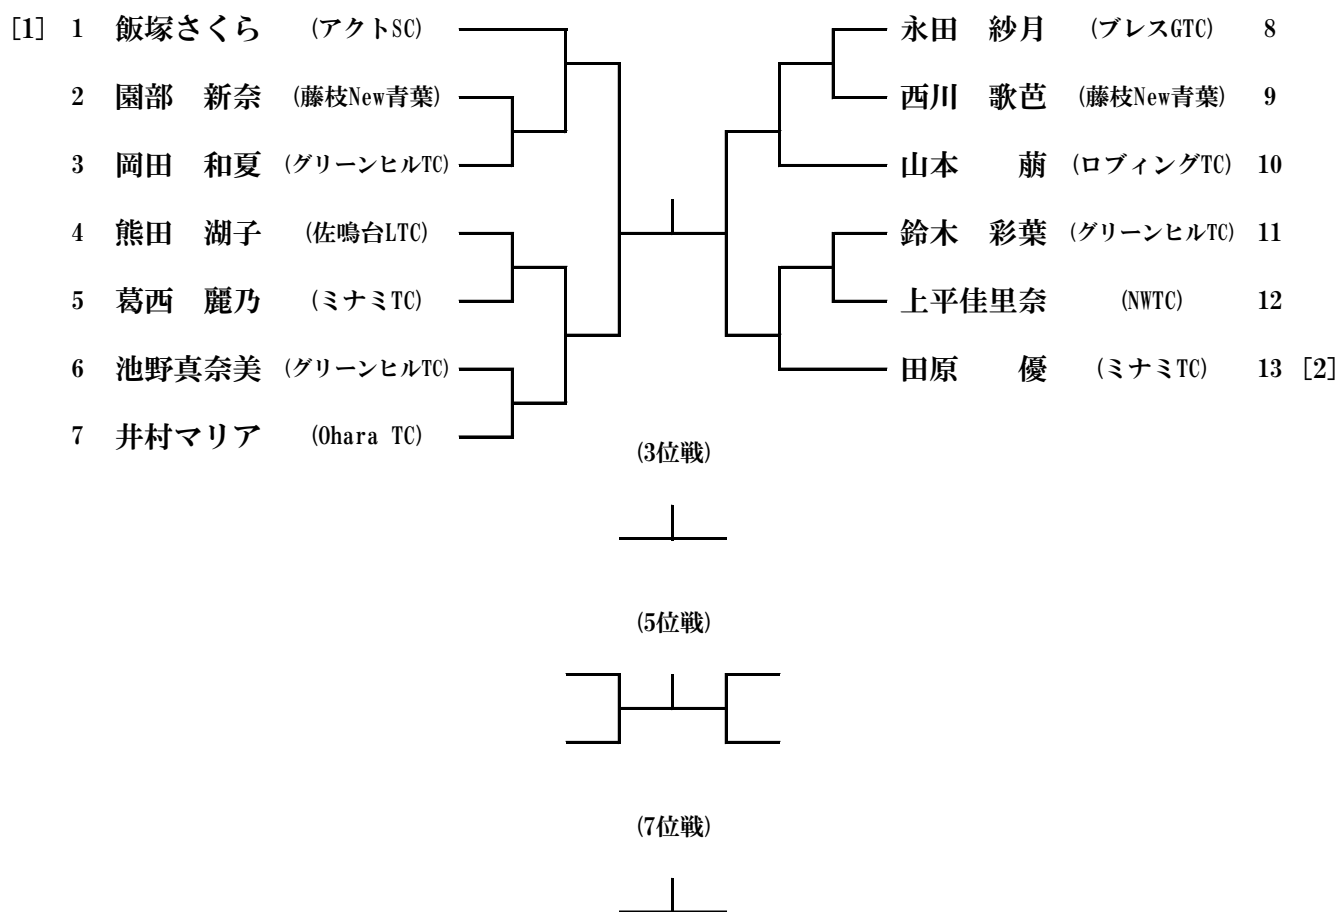 [1] 1 飯塚さくら (アクトSC)
2 園部 新奈 (藤枝New青葉)
3 岡田 和夏 (グリーンヒルTC)
4 熊田 湖子 (佐鳴台LTC)
5 葛西 麗乃 (ミナミTC)
6 池野真奈美 (グリーンヒルTC)
7 井村マリア (Ohara TC)
永田 紗月 (ブレスGTC) 8
西川 歌芭 (藤枝New青葉) 9
山本 萠 (ロブィングTC) 10
鈴木 彩葉 (グリーンヒルTC) 11
上平佳里奈 (NWTC) 12
田原 優 (ミナミTC) 13 [2]
(3位戦)
(5位戦)
(7位戦)